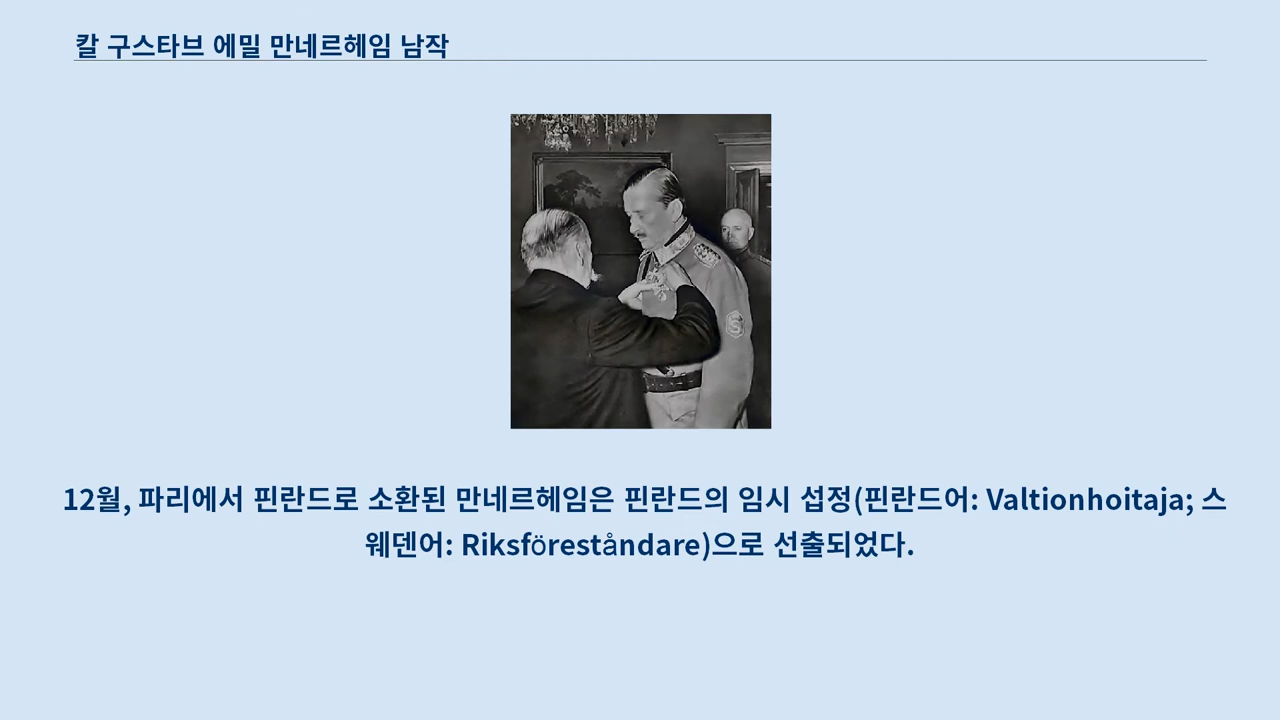 칼 구스타브 에밀 만네르헤임 남작
12월, 파리에서 핀란드로 소환된 만네르헤임은 핀란드의 임시 섭정(핀란드어: Valtionhoitaja; 스
웨덴어: Riksföreståndare)으로 선출되었다.